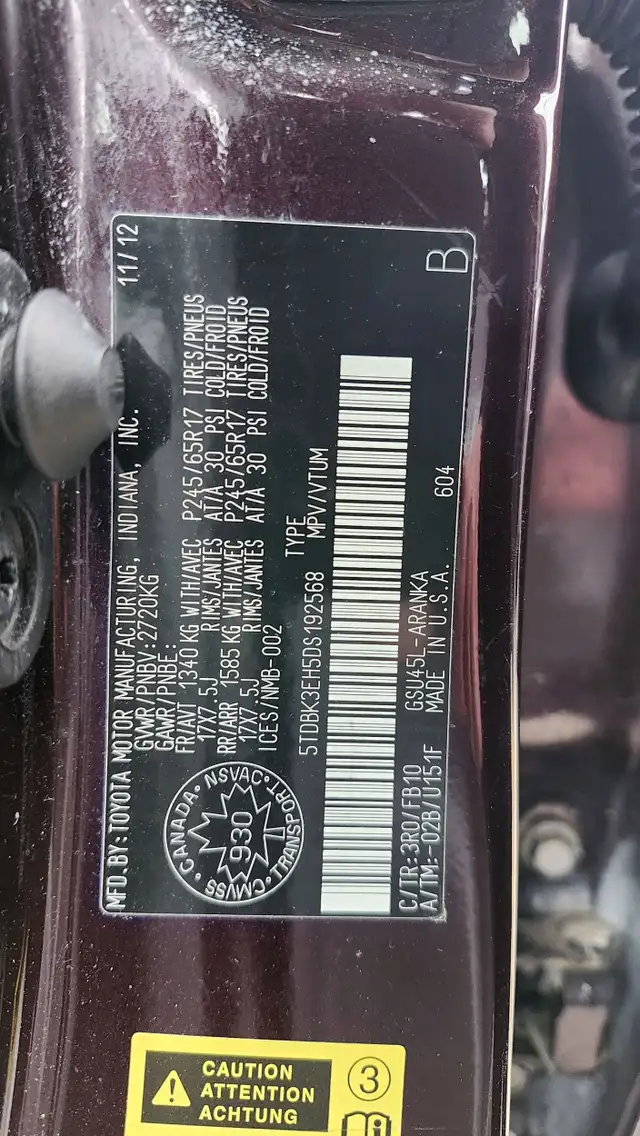 MFD.BY:TOYOTA MOTOR MANUFACTURING, INDIANA, INC. 11/12
GWVR/PNBV:2720KG
GAWR/PNBE:
FR/AVT 1340 KG WITH/AVEC P245/65R17 TIRES/PNEUS
17X7.5J RIMS/JANTES AT/A 30 PSI COLD/FROID
RR/ARR 1585 KG WITH/AVEC P245/65R17 TIRES/PNEUS
17X7.5J RIMS/JANTES AT/A 30 PSI COLD/FROID
ICES/NMB-002
TYPE
5TDBK3EH5DS192568 MPV/VTUM
CANADA · NSVAC · TRANSPORT · CMVSS
930
C/TR:3R0/FB10 GSU45L-ARANKA
A/TM:-02B/U151F MADE IN U.S.A. 604
B
CAUTION
ATTENTION
ACHTUNG
3